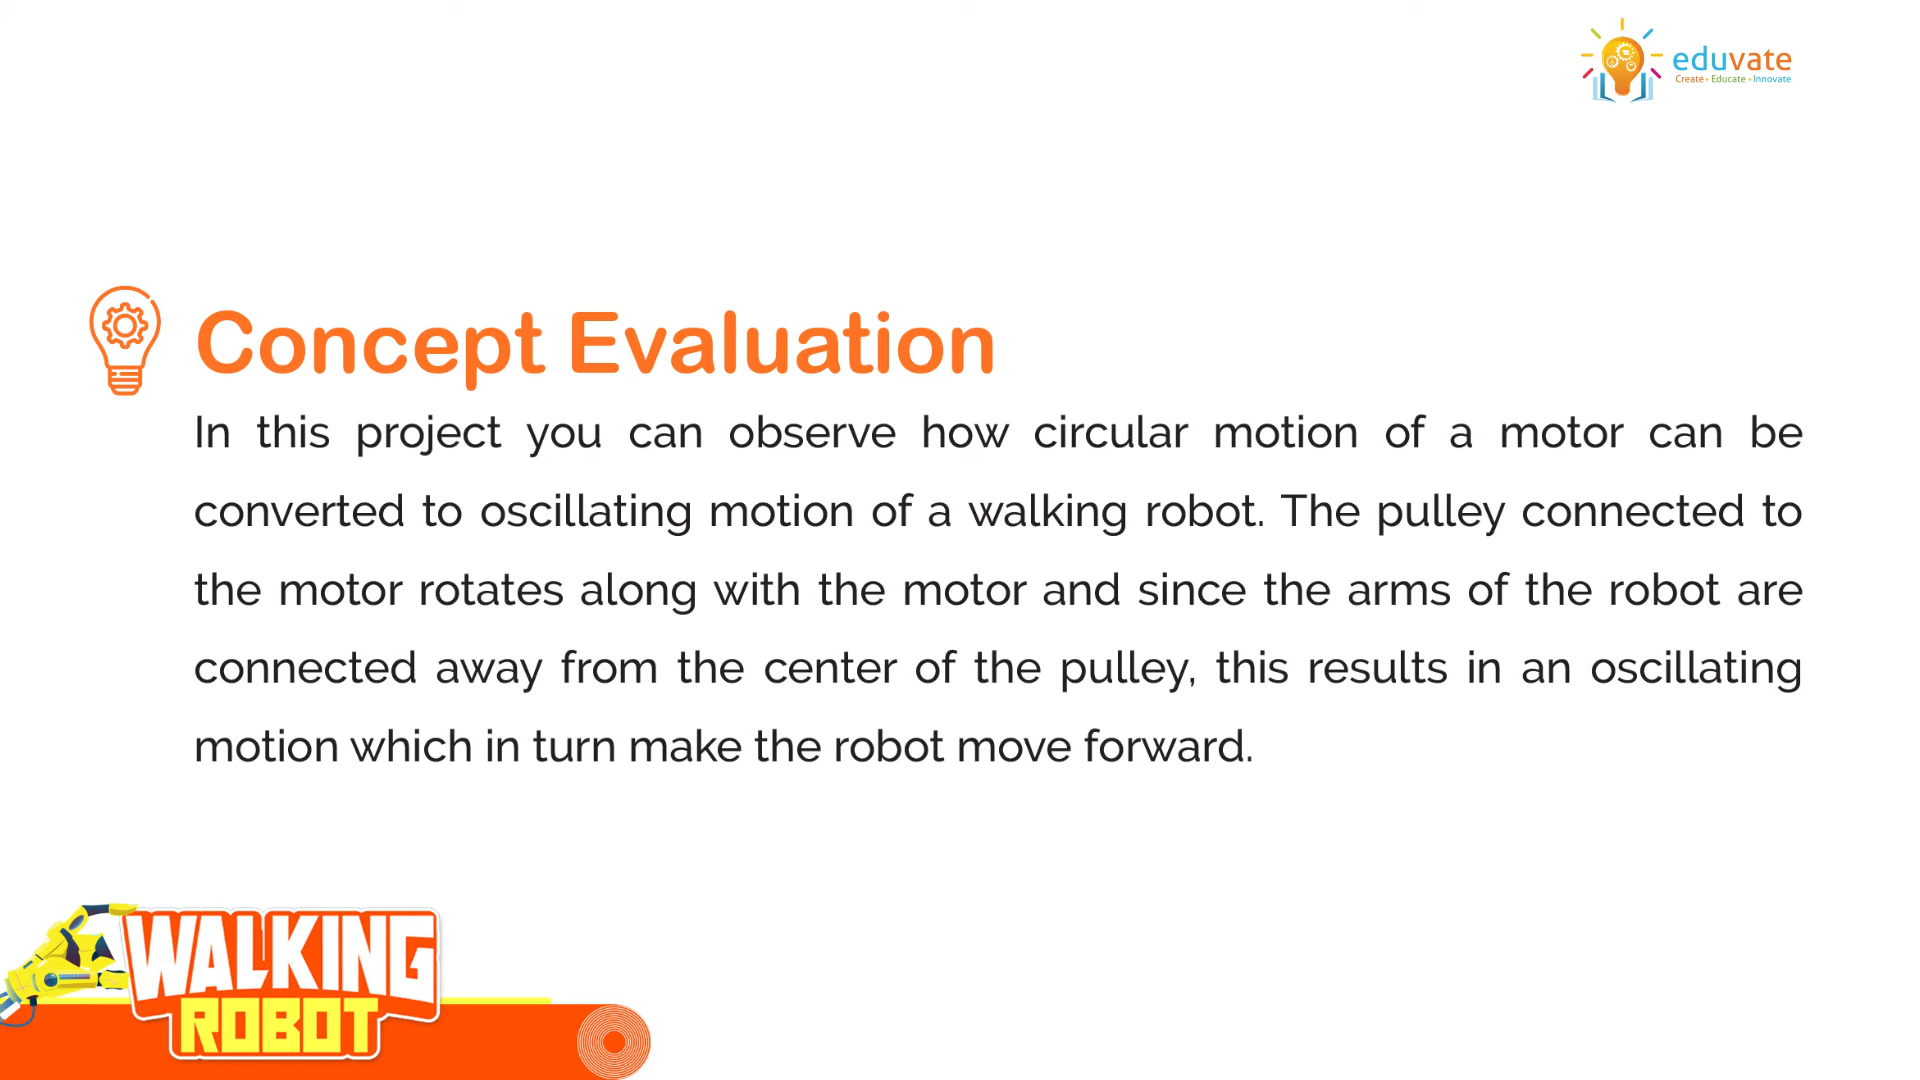 eduvate
Create • Educate • Innovate
Concept Evaluation
In this project you can observe how circular motion of a motor can be
converted to oscillating motion of a walking robot. The pulley connected to
the motor rotates along with the motor and since the arms of the robot are
connected away from the center of the pulley, this results in an oscillating
motion which in turn make the robot move forward.
WALKING
ROBOT